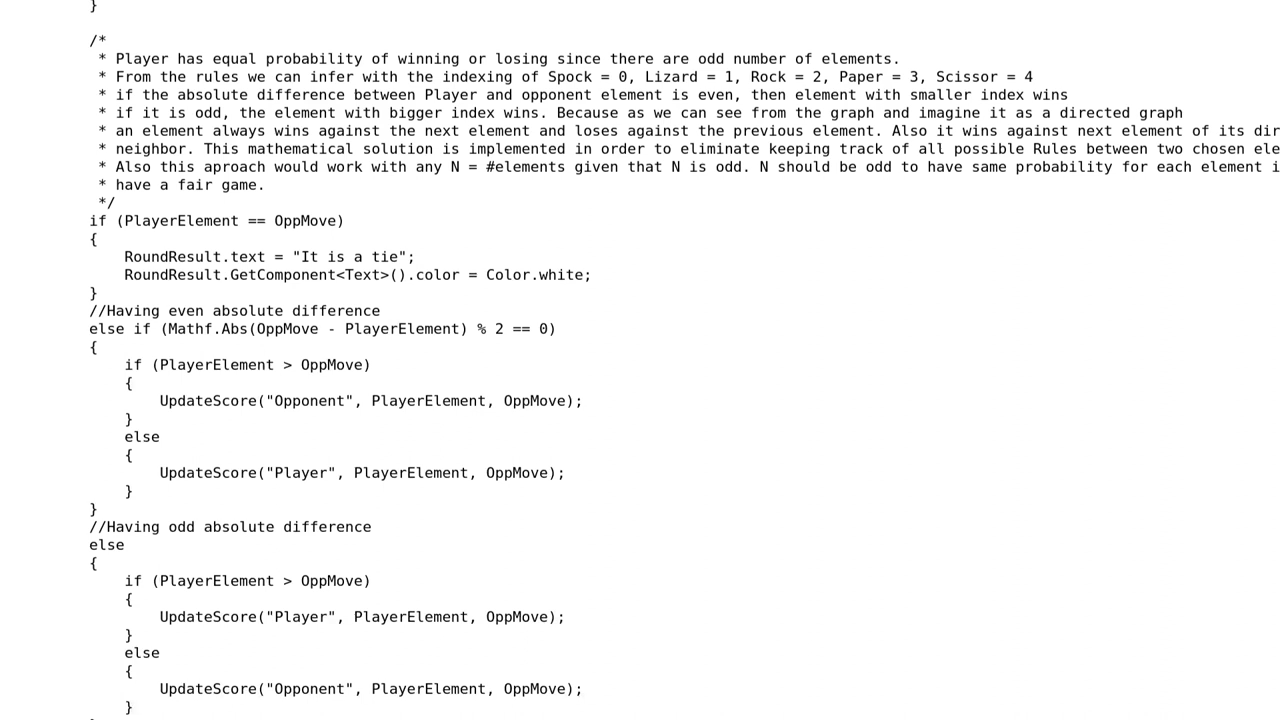 }
/*
* Player has equal probability of winning or losing since there are odd number of elements.
* From the rules we can infer with the indexing of Spock = 0, Lizard = 1, Rock = 2, Paper = 3, Scissor = 4
* if the absolute difference between Player and opponent element is even, then element with smaller index wins
* if it is odd, the element with bigger index wins. Because as we can see from the graph and imagine it as a directed graph
* an element always wins against the next element and loses against the previous element. Also it wins against next element of its dir
* neighbor. This mathematical solution is implemented in order to eliminate keeping track of all possible Rules between two chosen ele
* Also this aproach would work with any N = #elements given that N is odd. N should be odd to have same probability for each element i
* have a fair game.
*/
if (PlayerElement == OppMove)
{
RoundResult.text = "It is a tie";
RoundResult.GetComponent<Text>().color = Color.white;
}
//Having even absolute difference
else if (Mathf.Abs(OppMove - PlayerElement) % 2 == 0)
{
if (PlayerElement > OppMove)
{
UpdateScore("Opponent", PlayerElement, OppMove);
}
else
{
UpdateScore("Player", PlayerElement, OppMove);
}
}
//Having odd absolute difference
else
{
if (PlayerElement > OppMove)
{
UpdateScore("Player", PlayerElement, OppMove);
}
else
{
UpdateScore("Opponent", PlayerElement, OppMove);
}